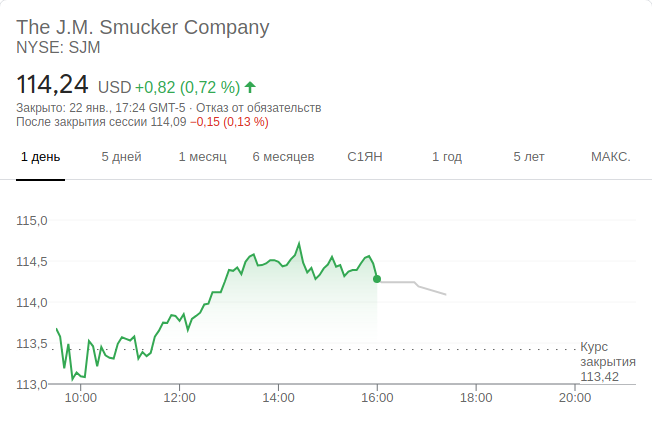 The J.M. Smucker Company
NYSE: SJM
114,24 USD +0,82 (0,72 %)
Закрыто: 22 янв., 17:24 GMT-5 · Отказ от обязательств
После закрытия сессии 114,09 −0,15 (0,13 %)
1 день 5 дней 1 месяц 6 месяцев С1ЯН 1 год 5 лет МАКС.
115,0
114,5
114,0
113,5
113,0
Курс
закрытия
113,42
10:00 12:00 14:00 16:00 18:00 20:00